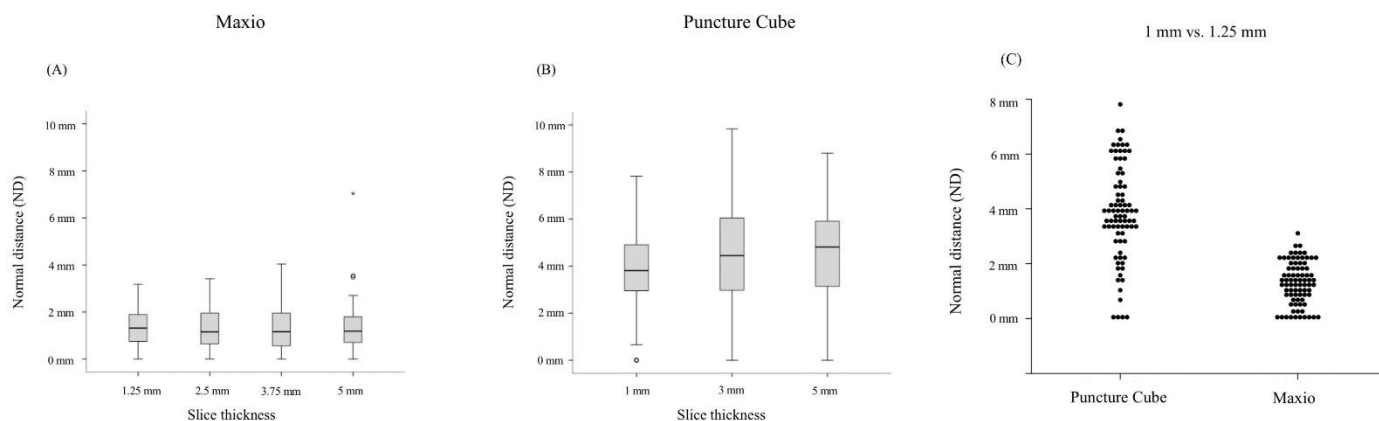 Maxio
(A)
Normal distance (ND)
10 mm
8 mm
6 mm
4 mm
2 mm
0 mm
1.25 mm 2.5 mm 3.75 mm 5 mm
Slice thickness
Puncture Cube
(B)
Normal distance (ND)
10 mm
8 mm
6 mm
4 mm
2 mm
0 mm
1 mm 3 mm 5 mm
Slice thickness
1 mm vs. 1.25 mm
(C)
Normal distance (ND)
8 mm
6 mm
4 mm
2 mm
0 mm
Puncture Cube Maxio